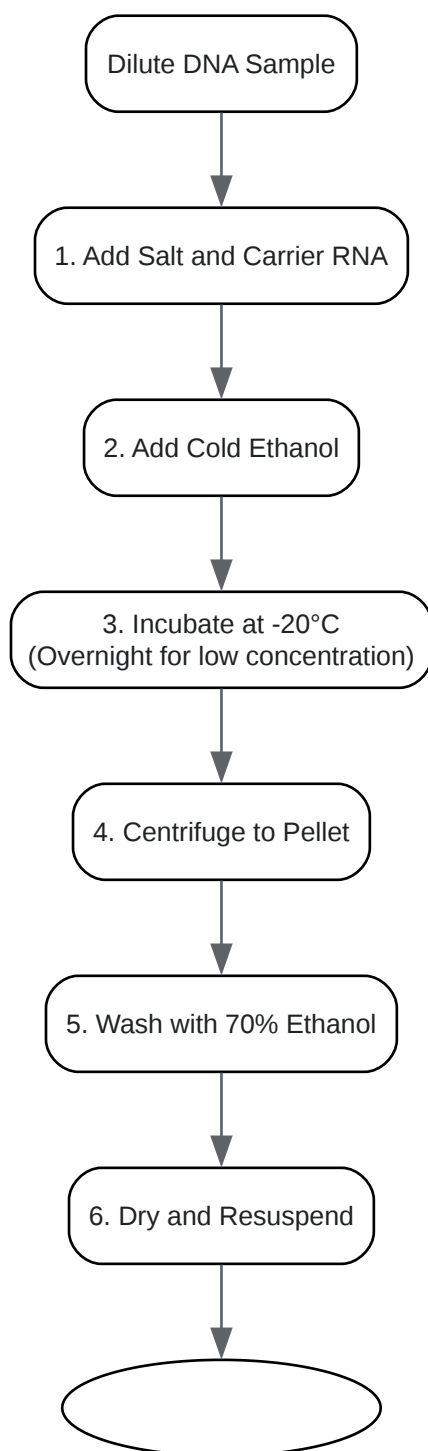 Dilute DNA Sample
1. Add Salt and Carrier RNA
2. Add Cold Ethanol
3. Incubate at -20°C
(Overnight for low concentration)
4. Centrifuge to Pellet
5. Wash with 70% Ethanol
6. Dry and Resuspend